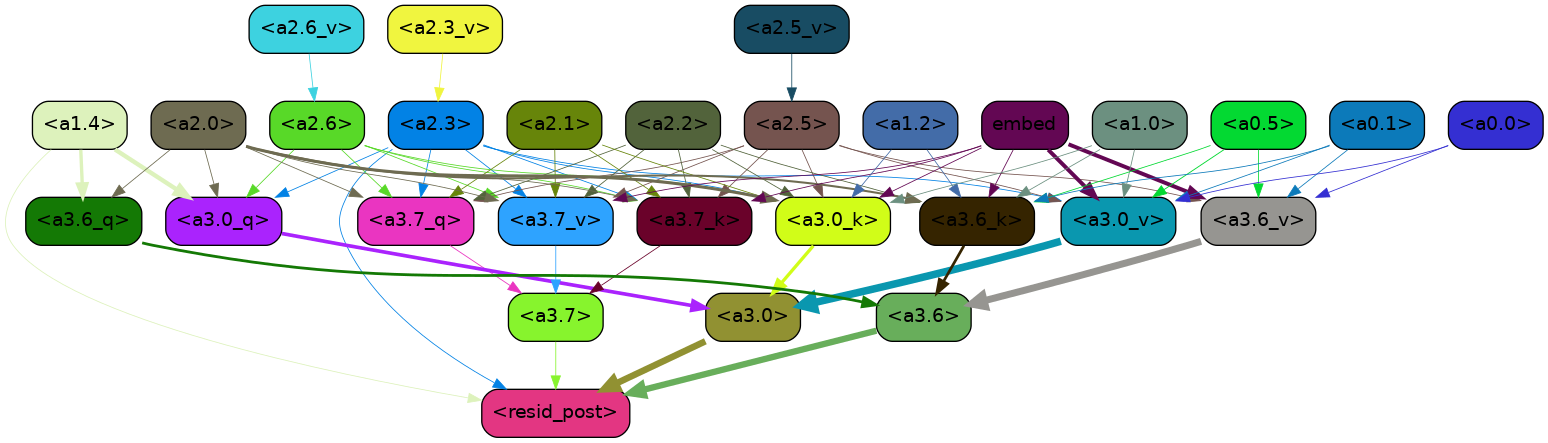 <a2.6_v> <a2.3_v> <a2.5_v>
<a1.4> <a2.0> <a2.6> <a2.3> <a2.1> <a2.2> <a2.5> <a1.2> embed <a1.0> <a0.5> <a0.1> <a0.0>
<a3.6_q> <a3.0_q> <a3.7_q> <a3.7_v> <a3.7_k> <a3.0_k> <a3.6_k> <a3.0_v> <a3.6_v>
<a3.7> <a3.0> <a3.6>
<resid_post>